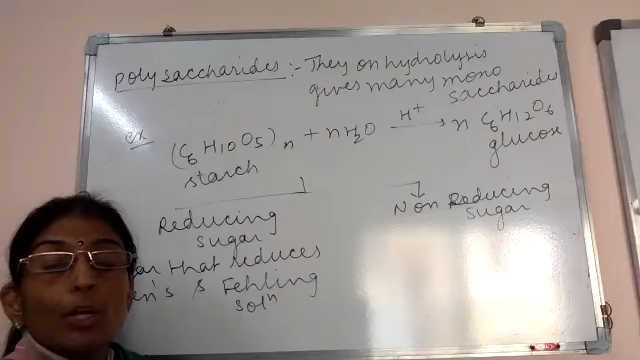 polysaccharides :- They on hydrolysis
gives many mono
saccharides
ex
(C6H10O5)n + nH2O H+ → n C6H12O6
starch glucose
Reducing
sugar
Non Reducing
sugar
that reduces
& Fehling
soln